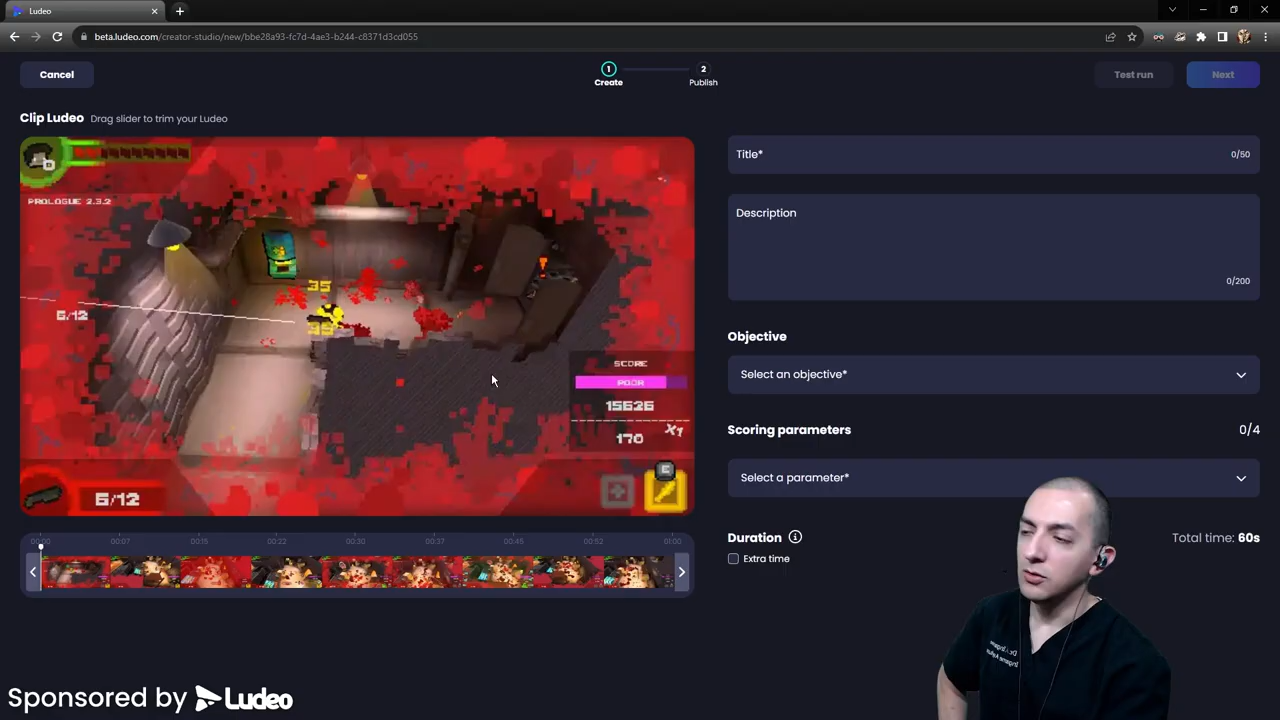 Ludeo
beta.ludeo.com/creator-studio/new/bbe28a93-fc7d-4ae3-b244-c8371d3cd055
Cancel
1
2
Create
Publish
Test run
Next
Clip Ludeo
Drag slider to trim your Ludeo
PROLOGUE 2.3.2
35
35
6/12
SCORE
POOR
15626
X1
170
E
6/12
00:00
00:07
00:15
00:22
00:30
00:37
00:45
00:52
01:00
Title*
0/50
Description
0/200
Objective
Select an objective*
Scoring parameters
0/4
Select a parameter*
Duration
Total time: 60s
Extra time
Sponsored by Ludeo